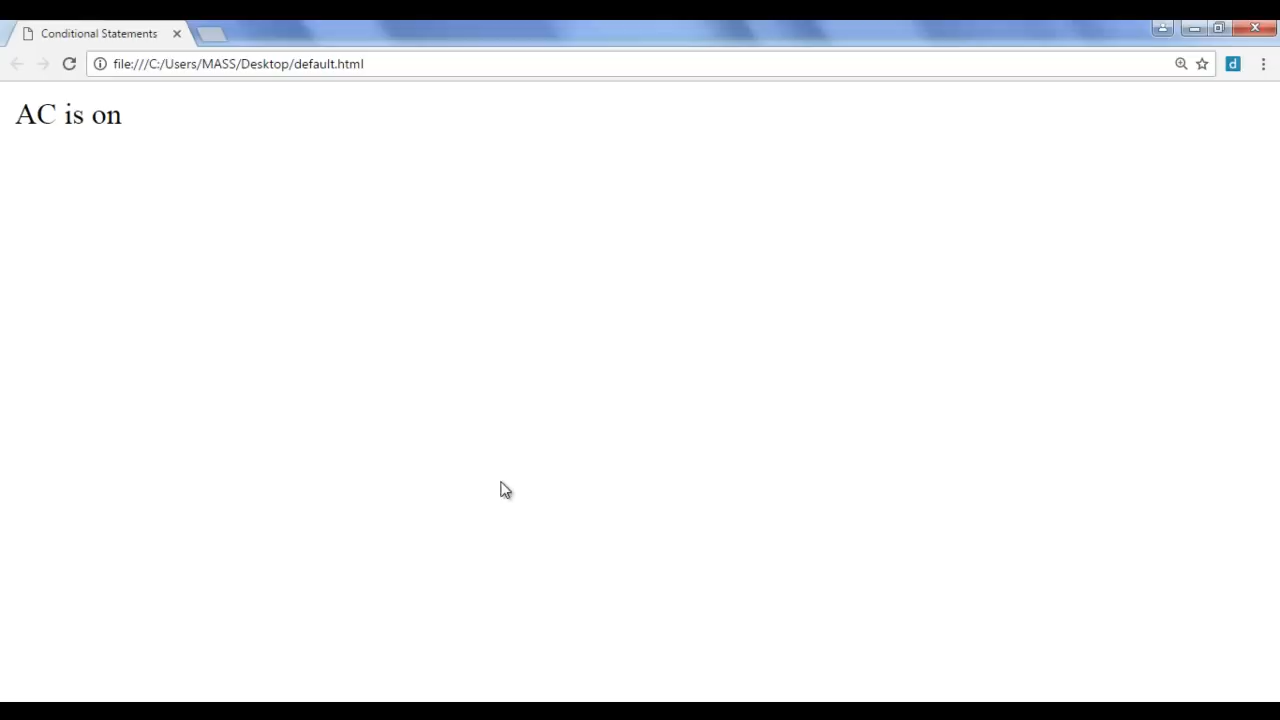 Conditional Statements
file:///C:/Users/MASS/Desktop/default.html
d
AC is on